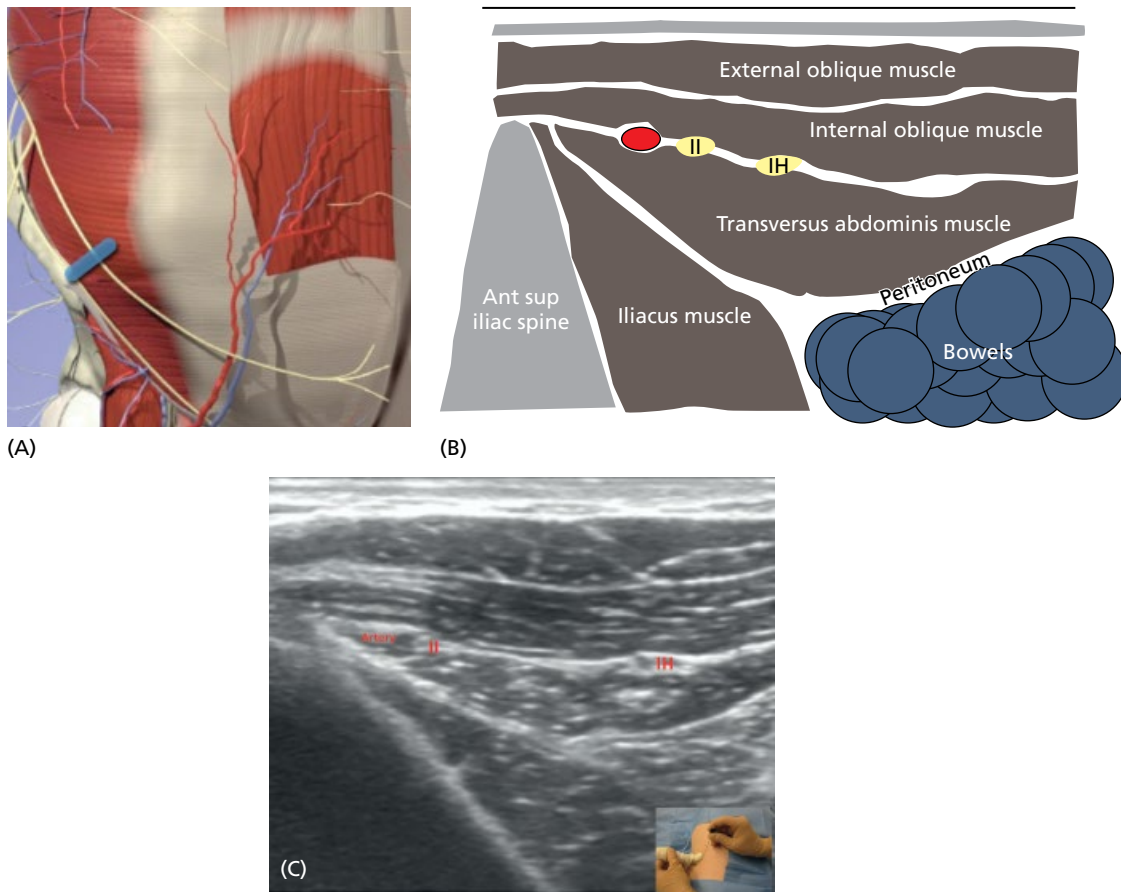 External oblique muscle
Internal oblique muscle
II
IH
Transversus abdominis muscle
Ant sup
iliac spine
Iliacus muscle
Peritoneum
Bowels
(A)
(B)
Artery
II
IH
(C)